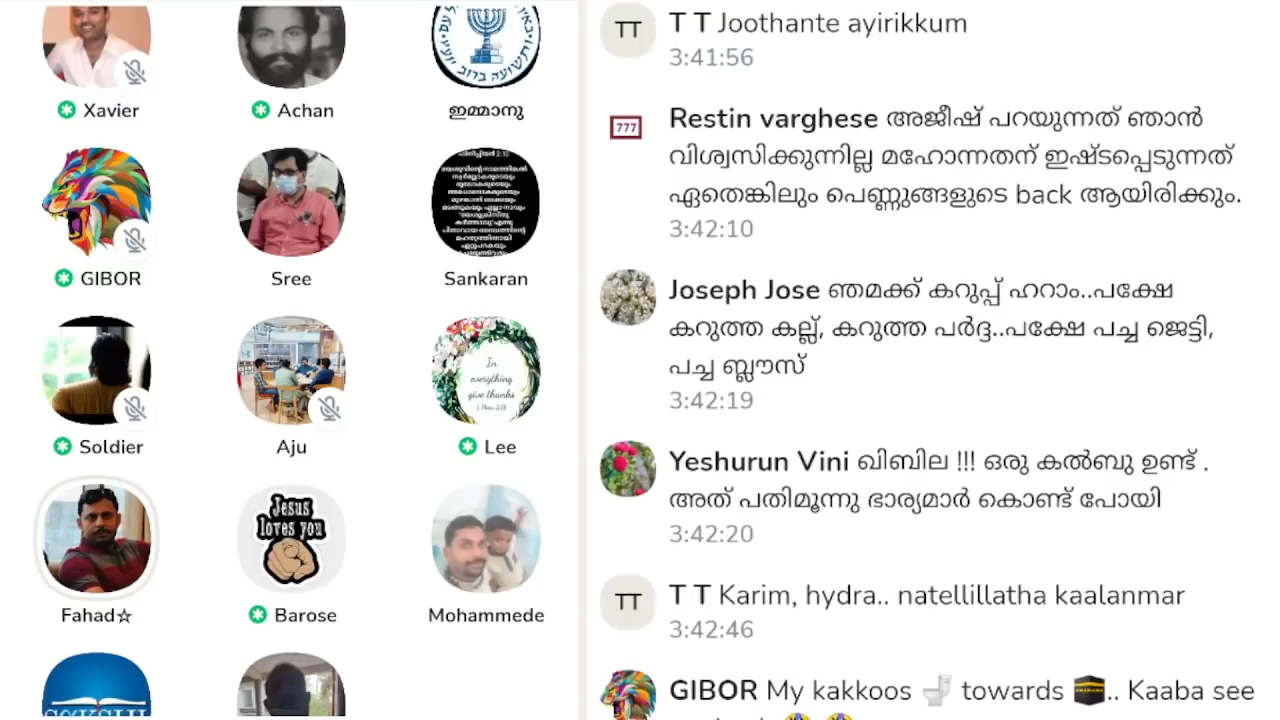 Xavier
Achan
ഇമ്മാനു
GIBOR
Sree
Sankaran
In
everything
give thanks
Soldier
Aju
Lee
Jesus
loves you
Fahad☆
Barose
Mohammede
TT
T T Joothante ayirikkum
3:41:56
777
Restin varghese അജീഷ് പറയുന്നത് ഞാൻ
വിശ്വസിക്കുന്നില്ല മഹോന്നതന് ഇഷ്ടപ്പെടുന്നത്
ഏതെങ്കിലും പെണ്ണുങ്ങളുടെ back ആയിരിക്കും.
3:42:10
Joseph Jose ഞമക്ക് കറുപ്പ് ഹറാം..പക്ഷേ
കറുത്ത കല്ല്, കറുത്ത പർദ്ദ..പക്ഷേ പച്ച ജെട്ടി,
പച്ച ബ്ലൗസ്
3:42:19
Yeshurun Vini ഖിബില !!! ഒരു കൽബു ഉണ്ട് .
അത് പതിമൂന്നു ഭാര്യമാർ കൊണ്ട് പോയി
3:42:20
TT
T T Karim, hydra.. natellillatha kaalanmar
3:42:46
GIBOR My kakkoos 🚽 towards 🕋.. Kaaba see